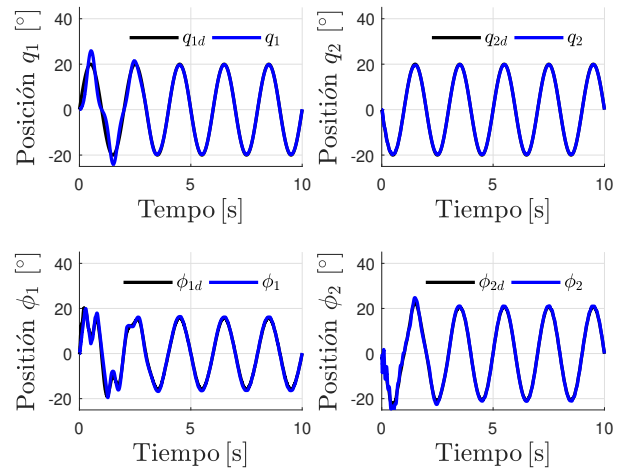 Posición q1 [°]
40
20
0
-20
q1d q1
0 5 10
Tempo [s]
Positión q2 [°]
40
20
0
-20
q2d q2
0 5 10
Tiempo [s]
Positión ϕ1 [°]
40
20
0
-20
ϕ1d ϕ1
0 5 10
Tiempo [s]
Positión ϕ2 [°]
40
20
0
-20
ϕ2d ϕ2
0 5 10
Tiempo [s]